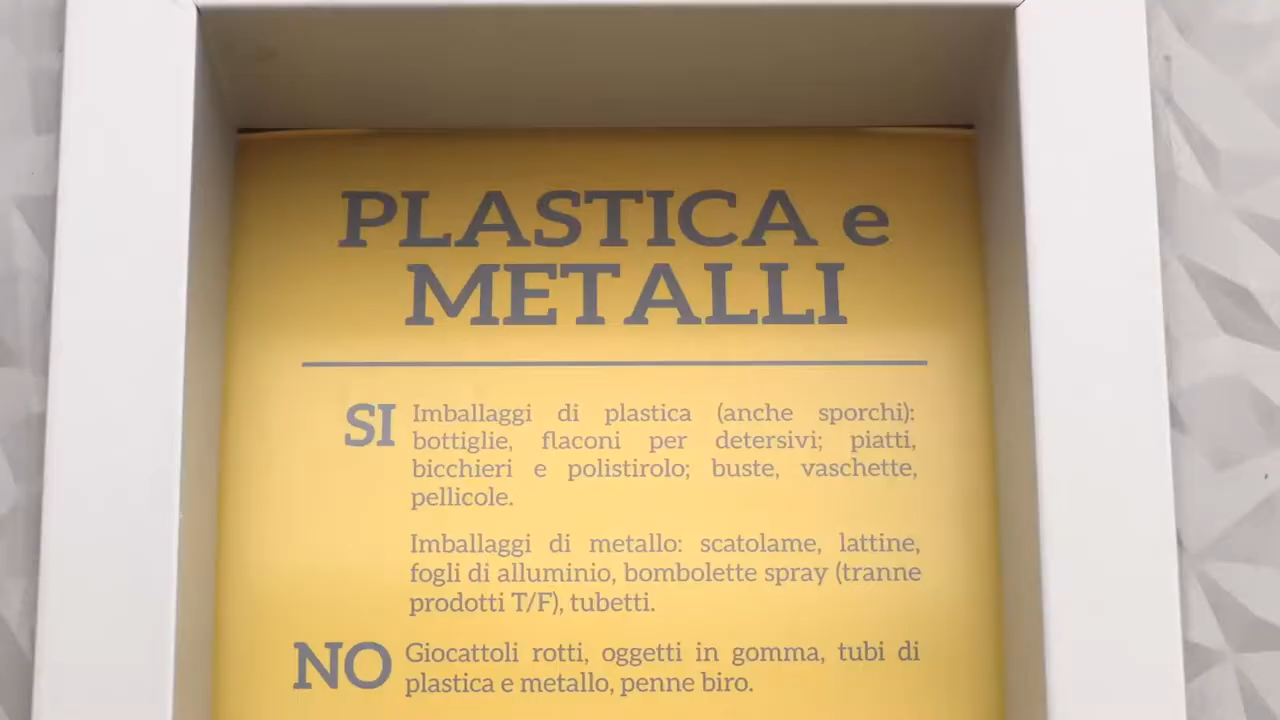 PLASTICA e
METALLI
SI Imballaggi di plastica (anche sporchi):
bottiglie, flaconi per detersivi; piatti,
bicchieri e polistirolo; buste, vaschette,
pellicole.
Imballaggi di metallo: scatolame, lattine,
fogli di alluminio, bombolette spray (tranne
prodotti T/F), tubetti.
NO Giocattoli rotti, oggetti in gomma, tubi di
plastica e metallo, penne biro.